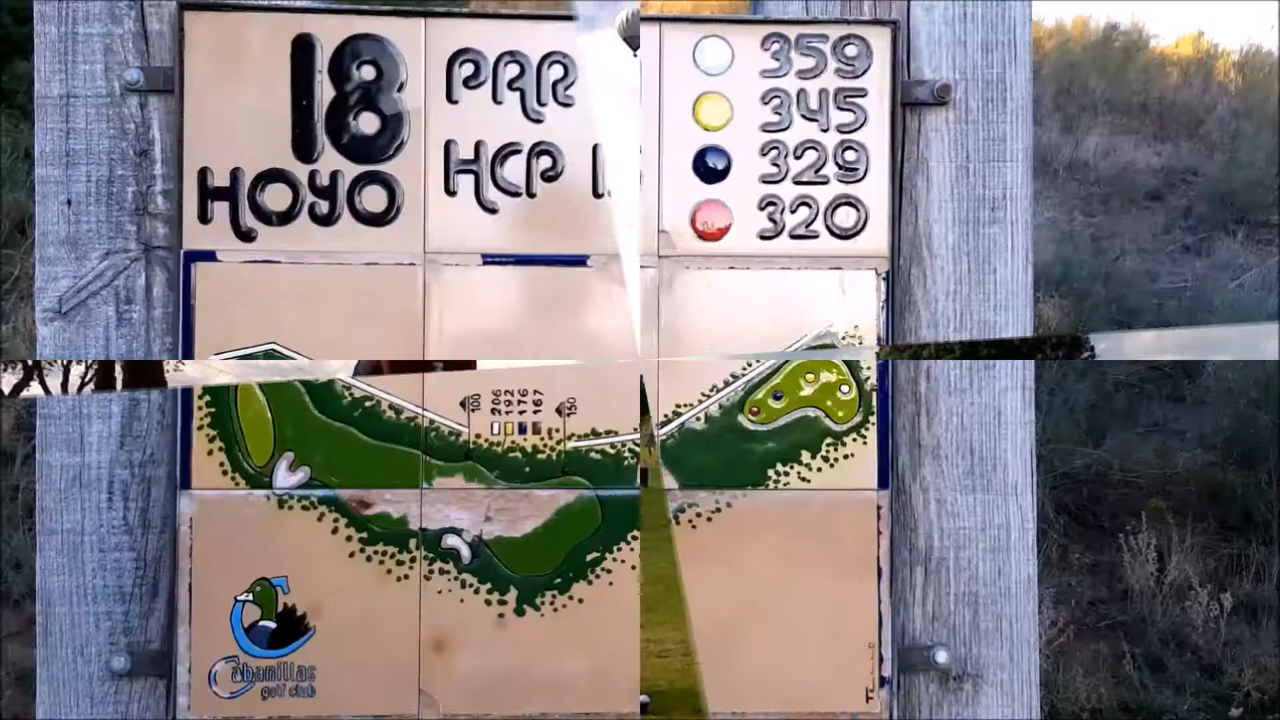 18
HOYO
PAR
HCP
359
345
329
320
100
206
192
176
167
150
Cabanillas
golf club